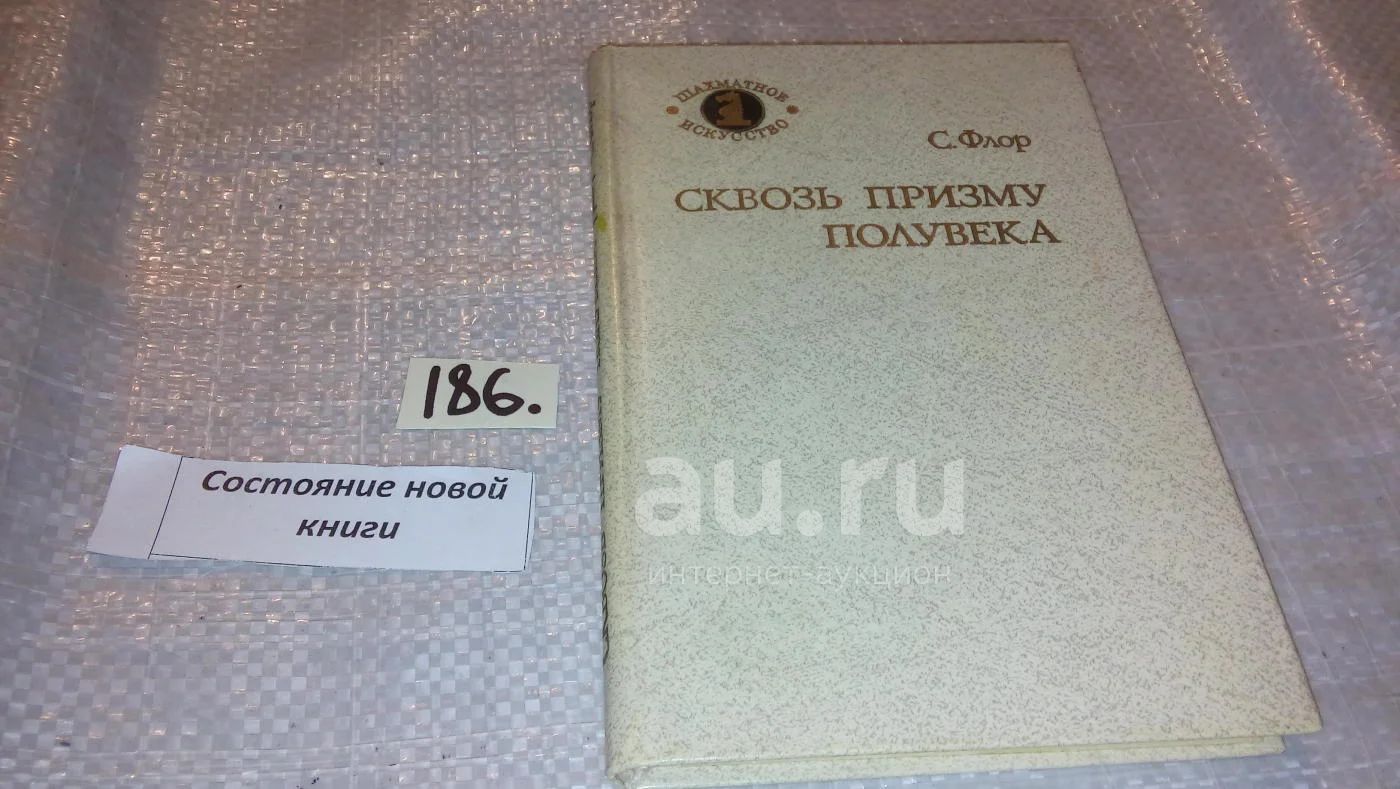 ШАХМАТНОЕ
ИСКУССТВО
С. Флор
СКВОЗЬ ПРИЗМУ
ПОЛУВЕКА
186.
Состояние новой
книги
au.ru
интернет-аукцион